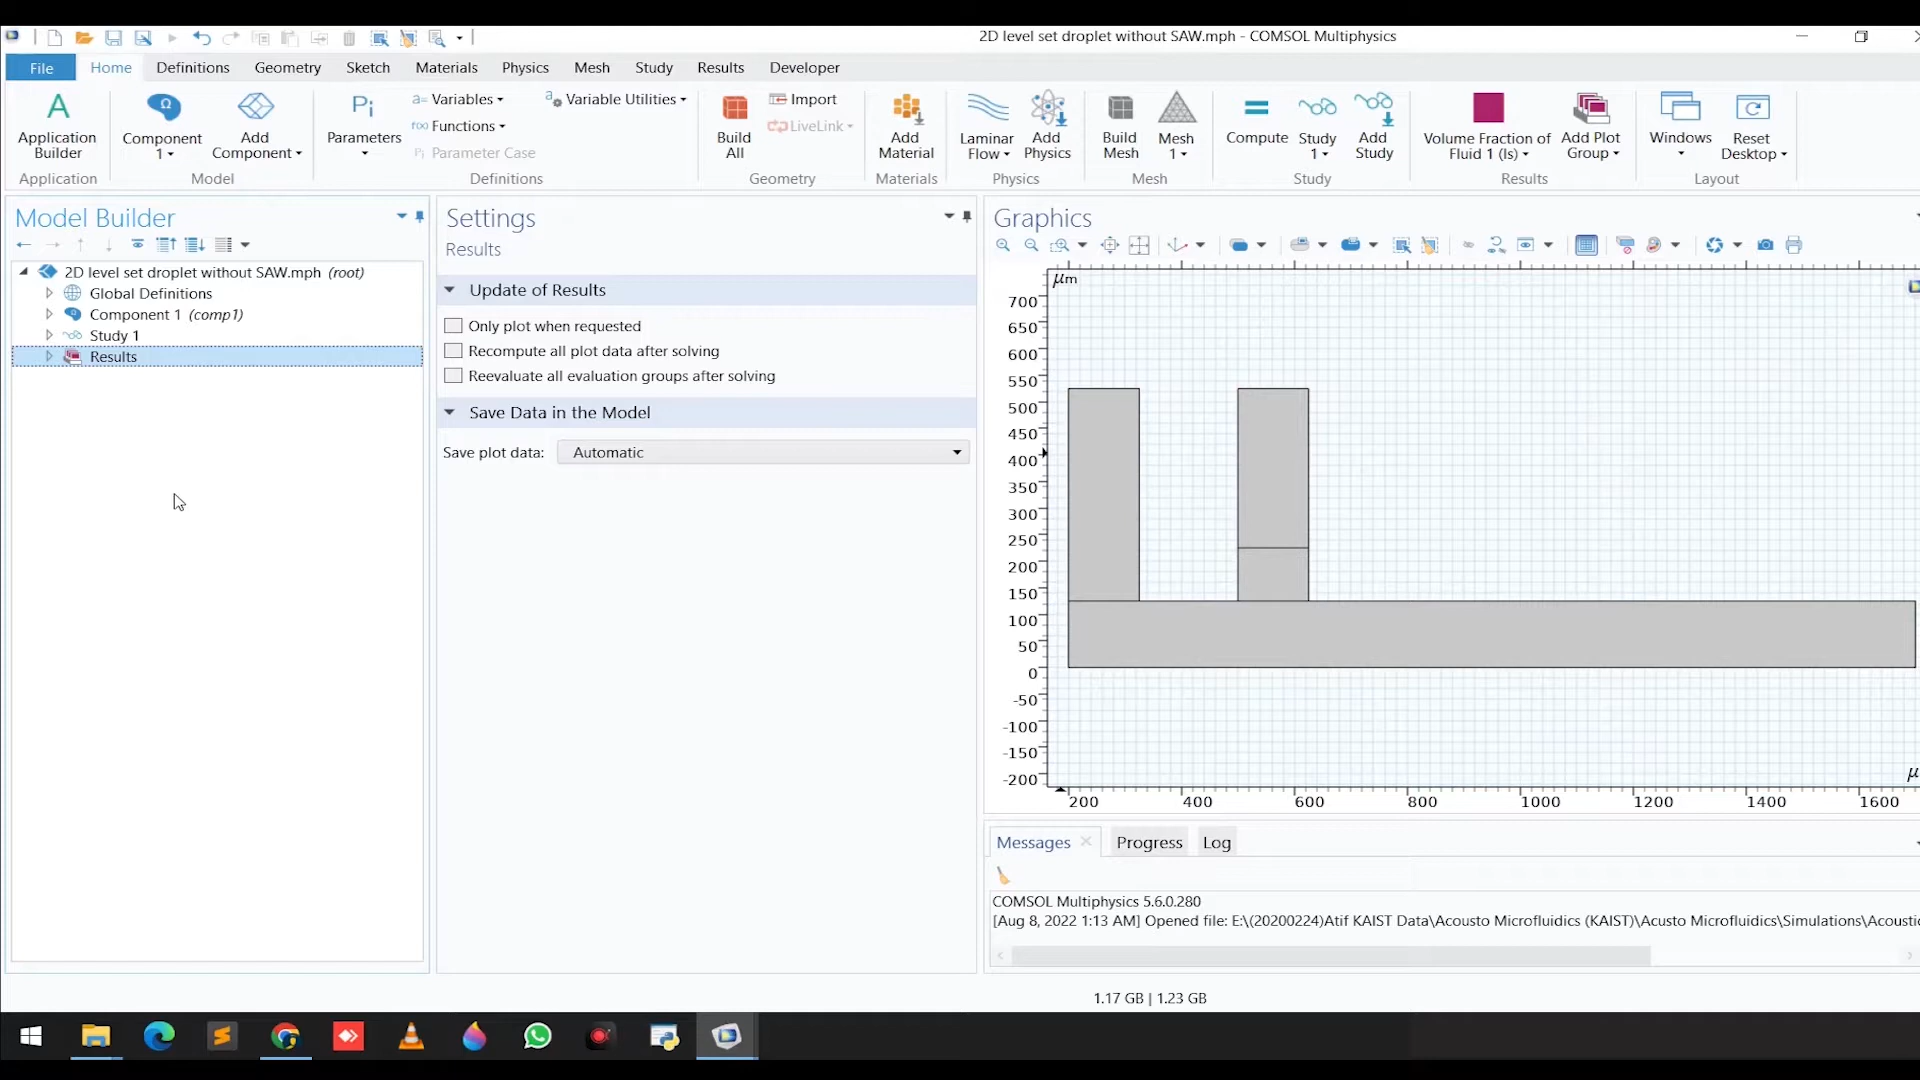 2D level set droplet without SAW.mph - COMSOL Multiphysics
File Home Definitions Geometry Sketch Materials Physics Mesh Study Results Developer
Application Builder
Application
Component 1
Add Component
Model
Pi
Parameters
a= Variables
f(x) Functions
Pi Parameter Case
Variable Utilities
Definitions
Build All
Import
LiveLink
Geometry
Add Material
Materials
Laminar Flow
Add Physics
Physics
Build Mesh
Mesh 1
Mesh
Compute
Study 1
Add Study
Study
Volume Fraction of Fluid 1 (ls)
Add Plot Group
Results
Windows
Reset Desktop
Layout
Model Builder
2D level set droplet without SAW.mph (root)
Global Definitions
Component 1 (comp1)
Study 1
Results
Settings
Results
Update of Results
Only plot when requested
Recompute all plot data after solving
Reevaluate all evaluation groups after solving
Save Data in the Model
Save plot data: Automatic
Graphics
μm
700
650
600
550
500
450
400
350
300
250
200
150
100
50
0
-50
-100
-150
-200
200 400 600 800 1000 1200 1400 1600
Messages Progress Log
COMSOL Multiphysics 5.6.0.280
[Aug 8, 2022 1:13 AM] Opened file: E:\(20200224)Atif KAIST Data\Acousto Microfluidics (KAIST)\Acusto Microfluidics\Simulations\Acoustic
1.17 GB | 1.23 GB